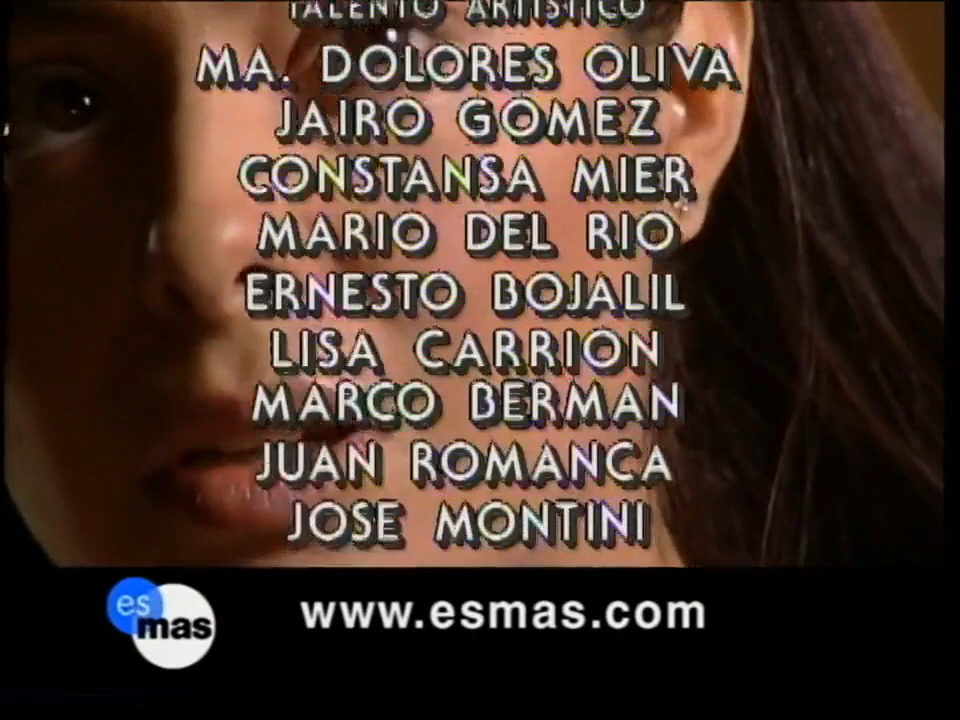 TALENTO ARTISTICO
MA. DOLORES OLIVA
JAIRO GOMEZ
CONSTANSA MIER
MARIO DEL RIO
ERNESTO BOJALIL
LISA CARRION
MARCO BERMAN
JUAN ROMANCA
JOSE MONTINI
es
mas
www.esmas.com